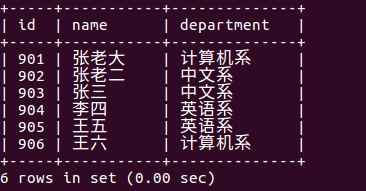 +-----+-----------+--------------+
| id | name | department |
+-----+-----------+--------------+
| 901 | 张老大 | 计算机系 |
| 902 | 张老二 | 中文系 |
| 903 | 张三 | 中文系 |
| 904 | 李四 | 英语系 |
| 905 | 王五 | 英语系 |
| 906 | 王六 | 计算机系 |
+-----+-----------+--------------+
6 rows in set (0.00 sec)